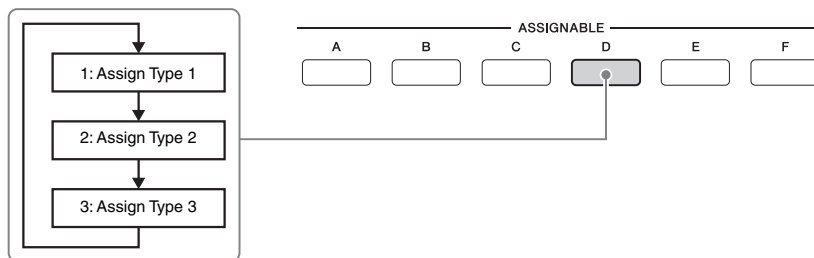 ASSIGNABLE
A B C D E F
1: Assign Type 1
2: Assign Type 2
3: Assign Type 3